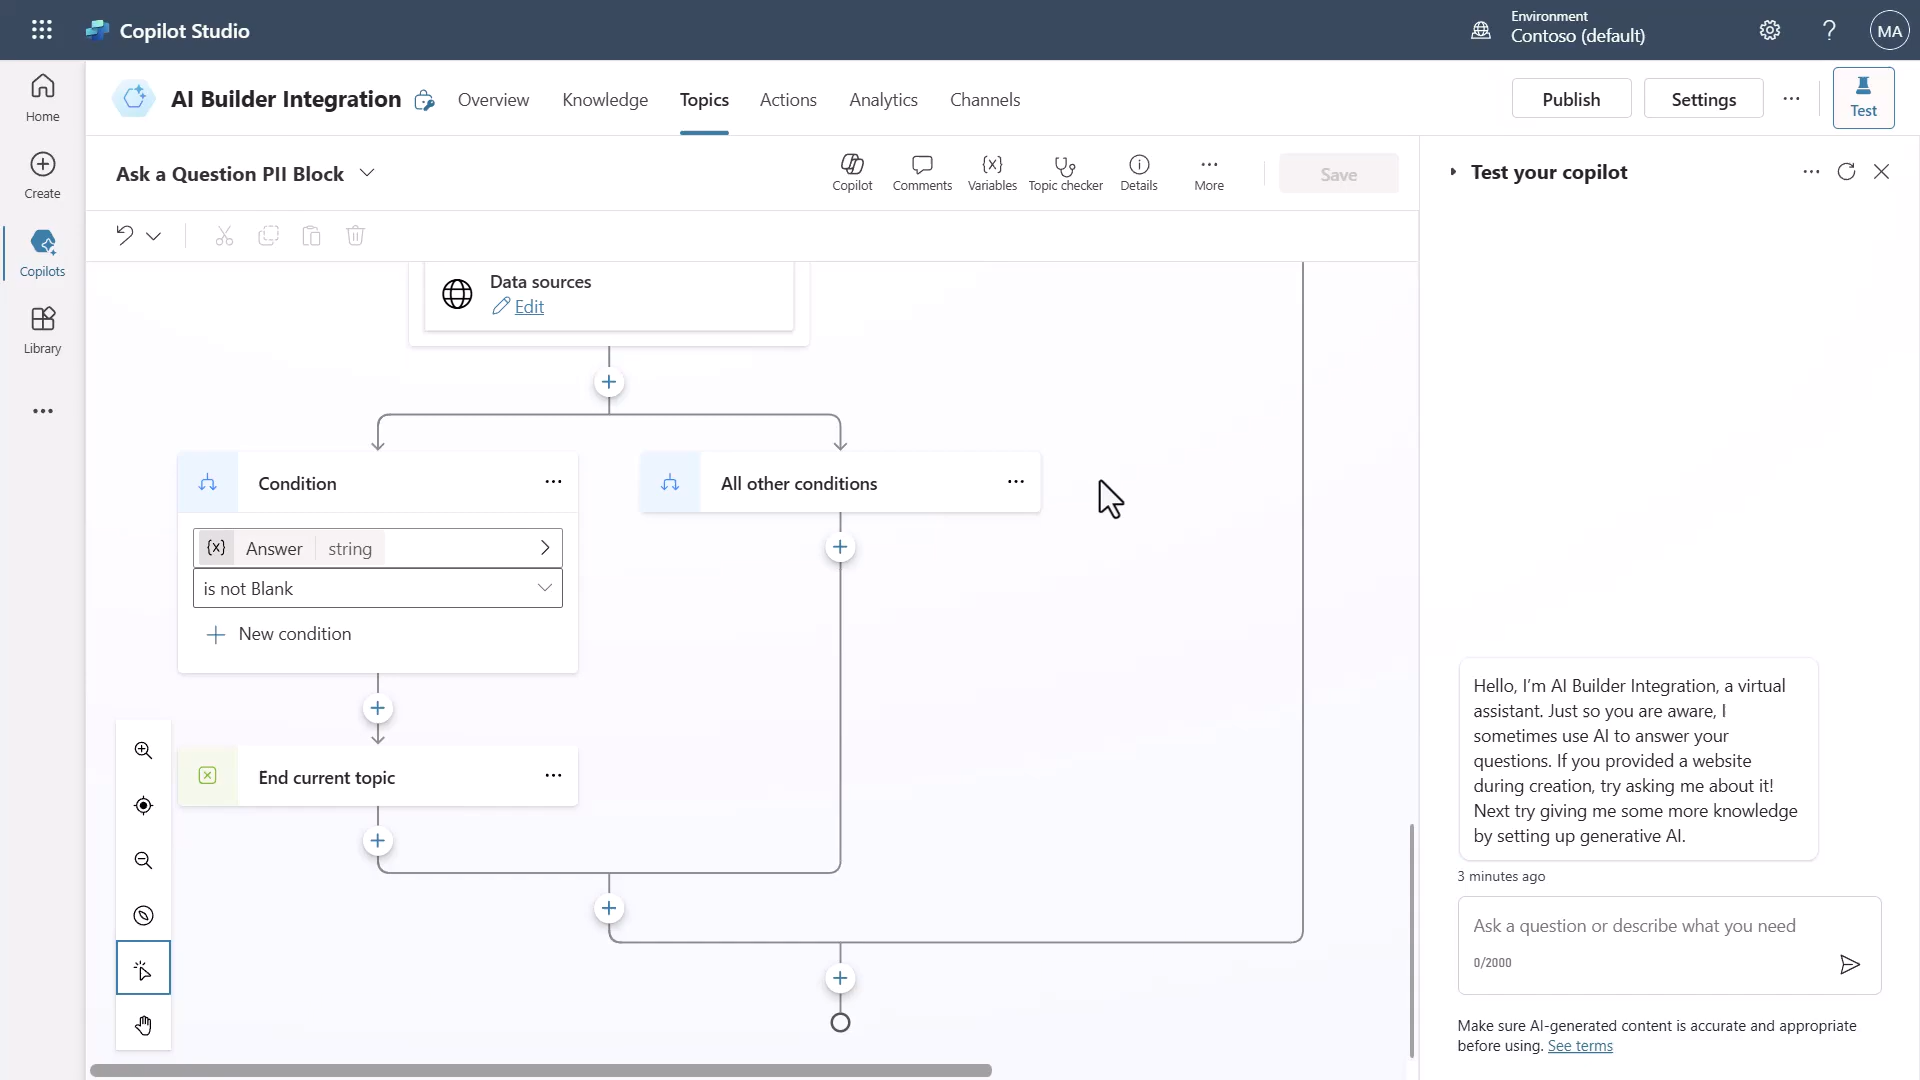 Copilot Studio
Environment
Contoso (default)
MA
Home
Create
Copilots
Library
AI Builder Integration
Overview
Knowledge
Topics
Actions
Analytics
Channels
Publish
Settings
Test
Ask a Question PII Block
Copilot
Comments
Variables
Topic checker
Details
More
Save
Data sources
Edit
Condition
{x} Answer string
is not Blank
New condition
End current topic
All other conditions
Test your copilot
Hello, I'm AI Builder Integration, a virtual
assistant. Just so you are aware, I
sometimes use AI to answer your
questions. If you provided a website
during creation, try asking me about it!
Next try giving me some more knowledge
by setting up generative AI.
3 minutes ago
Ask a question or describe what you need
0/2000
Make sure AI-generated content is accurate and appropriate
before using. See terms